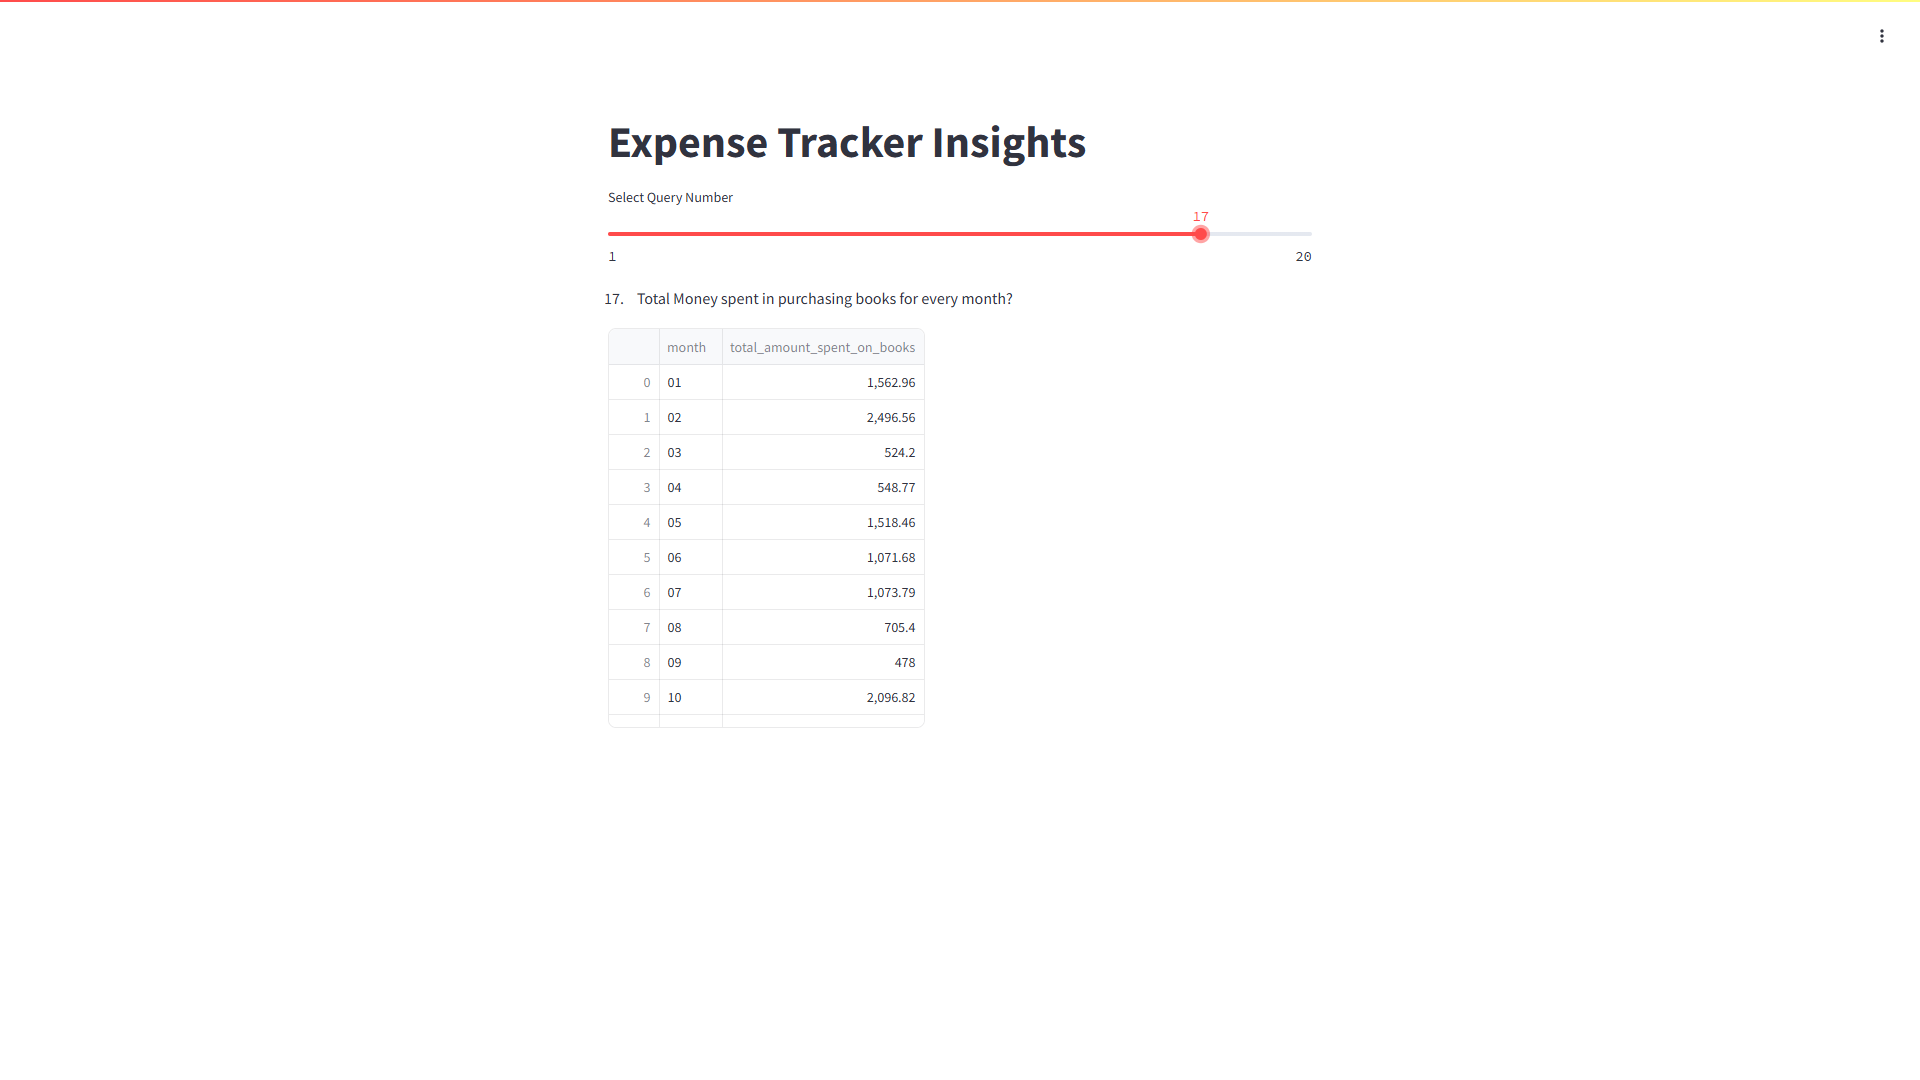 Expense Tracker Insights
Select Query Number
17
1 20
17. Total Money spent in purchasing books for every month?
month total_amount_spent_on_books
0 01 1,562.96
1 02 2,496.56
2 03 524.2
3 04 548.77
4 05 1,518.46
5 06 1,071.68
6 07 1,073.79
7 08 705.4
8 09 478
9 10 2,096.82